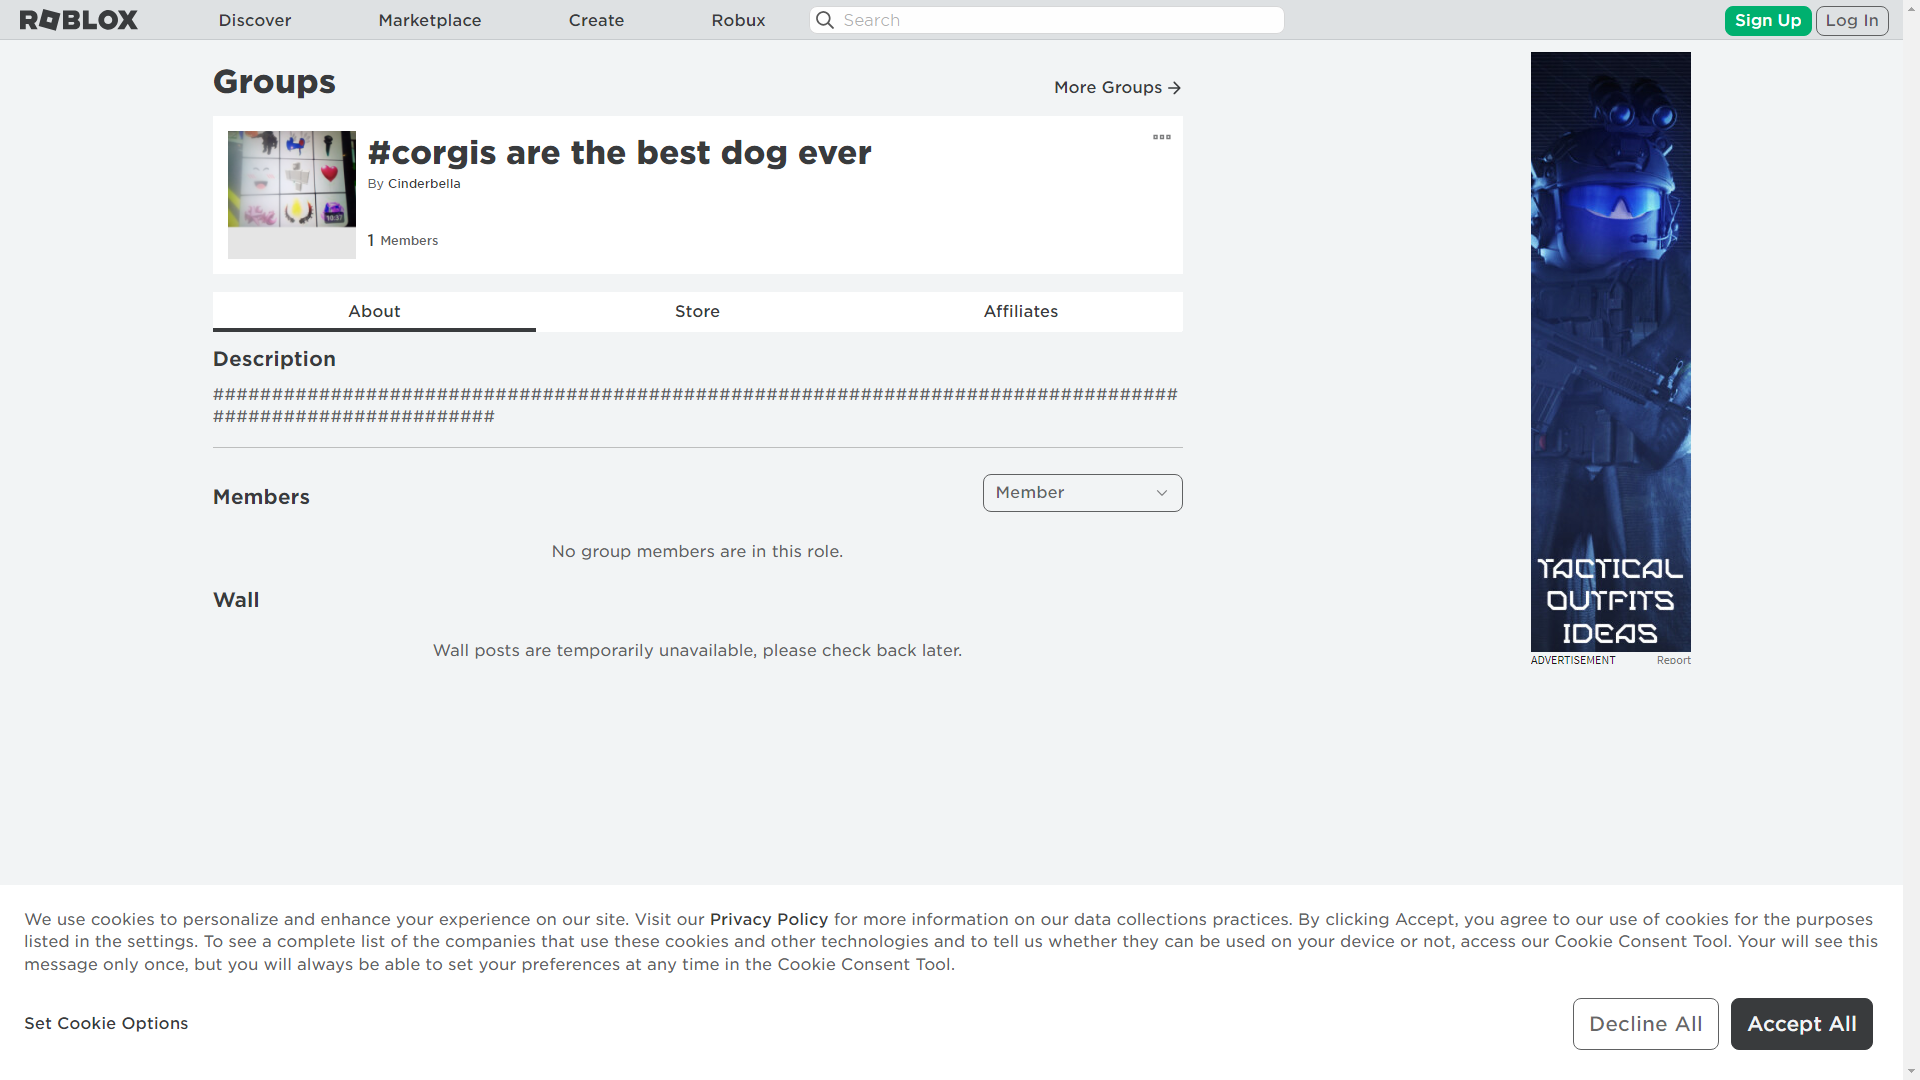 ROBLOX
Discover
Marketplace
Create
Robux
Search
Sign Up
Log In
Groups
More Groups
#corgis are the best dog ever
By Cinderbella
1 Members
10:37
About
Store
Affiliates
Description
##################################################################################
########################
Members
Member
No group members are in this role.
Wall
Wall posts are temporarily unavailable, please check back later.
TACTICAL
OUTFITS
IDEAS
ADVERTISEMENT
Report
We use cookies to personalize and enhance your experience on our site. Visit our Privacy Policy for more information on our data collections practices. By clicking Accept, you agree to our use of cookies for the purposes
listed in the settings. To see a complete list of the companies that use these cookies and other technologies and to tell us whether they can be used on your device or not, access our Cookie Consent Tool. Your will see this
message only once, but you will always be able to set your preferences at any time in the Cookie Consent Tool.
Set Cookie Options
Decline All
Accept All